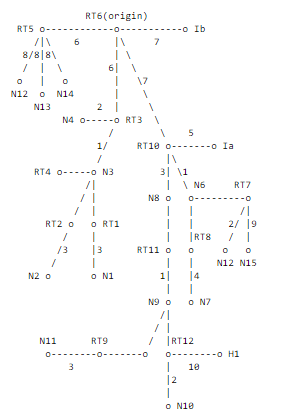 RT6(origin)
RT5 o------------o-----------o Ib
/|\ 6 |\ 7
8/8|8\ | \
/ | \ 6| \
o | o | \7
N12 o N14 | \
N13 2 | \
N4 o-----o RT3 \
/ \ 5
1/ RT10 o-------o Ia
/ |\
RT4 o-----o N3 3| \1
/| | \ N6 RT7
/ | N8 o o---------o
/ | | | /|
RT2 o o RT1 | | 2/ |9
/ | | |RT8 / |
/3 |3 RT11 o o o o
/ | | | N12 N15
N2 o o N1 1| |4
| |
N9 o o N7
/|
/ |
N11 RT9 / |RT12
o--------o-------o o--------o H1
3 | 10
|2
|
o N10